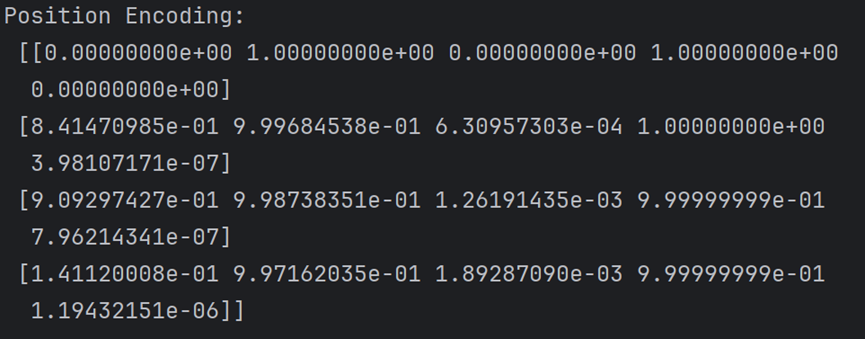 Position Encoding:
[[0.00000000e+00 1.00000000e+00 0.00000000e+00 1.00000000e+00
0.00000000e+00]
[8.41470985e-01 9.99684538e-01 6.30957303e-04 1.00000000e+00
3.98107171e-07]
[9.09297427e-01 9.98738351e-01 1.26191435e-03 9.99999999e-01
7.96214341e-07]
[1.41120008e-01 9.97162035e-01 1.89287090e-03 9.99999999e-01
1.19432151e-06]]